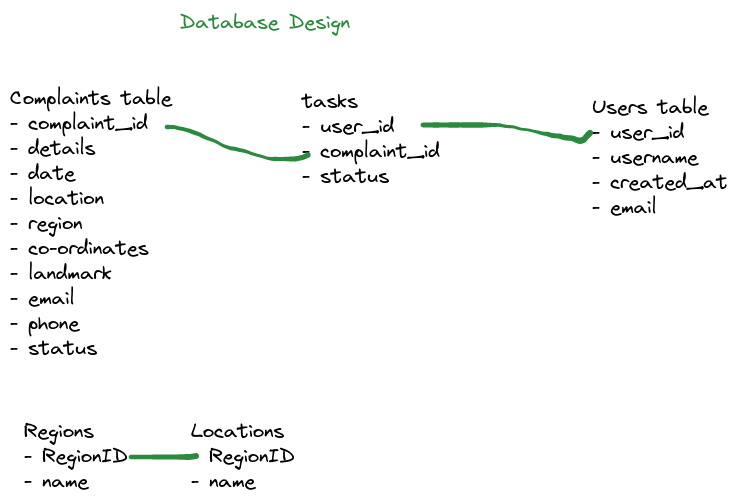 Database Design
Complaints table
- complaint_id
- details
- date
- location
- region
- co-ordinates
- landmark
- email
- phone
- status
tasks
- user_id
- complaint_id
- status
Users table
- user_id
- username
- created_at
- email
Regions
- RegionID
- name
Locations
RegionID
- name